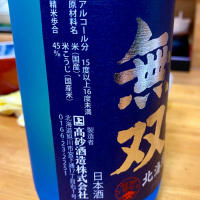 無双
北海
アルコール分 15度以上16度未満
原材料名 米(国産)、米こうじ(国産米)
精米歩合 45%
製造者
高砂酒造株式会社
日本酒